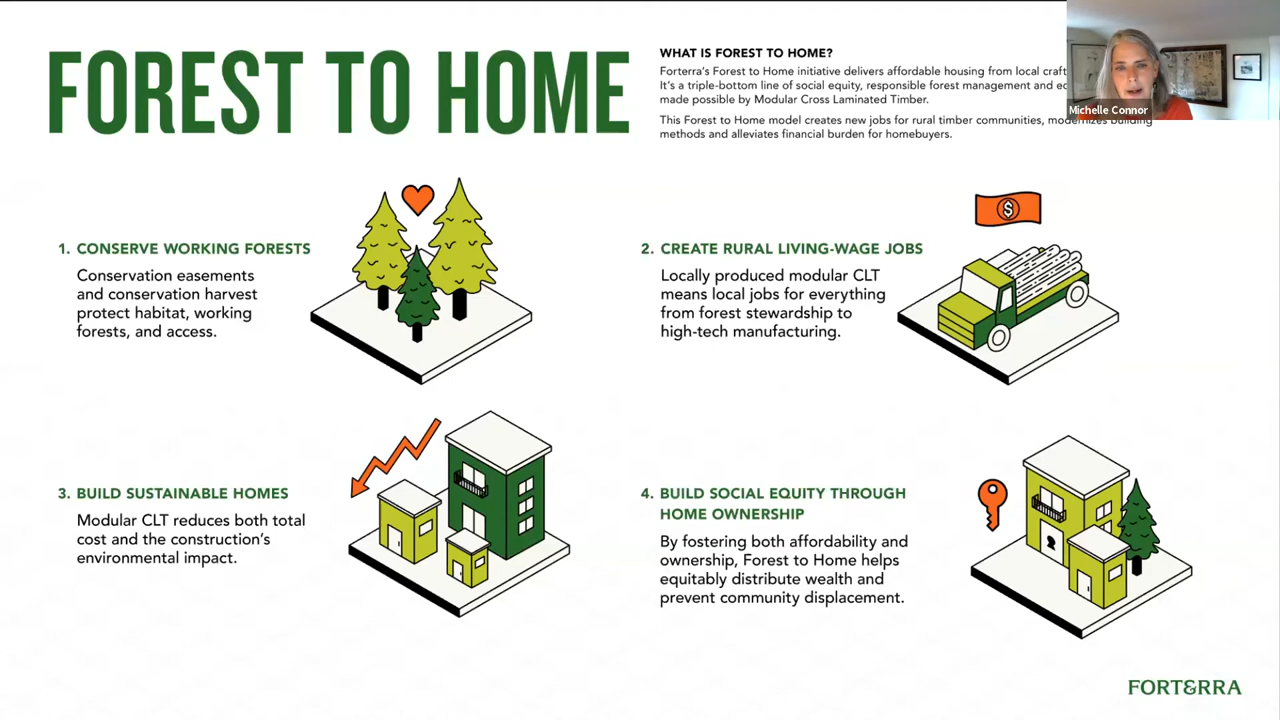 FOREST TO HOME
WHAT IS FOREST TO HOME?
Forterra's Forest to Home initiative delivers affordable housing from local
It's a triple-bottom line of social equity, responsible forest management and
made possible by Modular Cross Laminated Timber.
This Forest to Home model creates new jobs for rural timber communities, modernizes building
methods and alleviates financial burden for homebuyers.
Michelle Connor
1. CONSERVE WORKING FORESTS
Conservation easements
and conservation harvest
protect habitat, working
forests, and access.
2. CREATE RURAL LIVING-WAGE JOBS
Locally produced modular CLT
means local jobs for everything
from forest stewardship to
high-tech manufacturing.
$
3. BUILD SUSTAINABLE HOMES
Modular CLT reduces both total
cost and the construction's
environmental impact.
4. BUILD SOCIAL EQUITY THROUGH
HOME OWNERSHIP
By fostering both affordability and
ownership, Forest to Home helps
equitably distribute wealth and
prevent community displacement.
FORTERRA